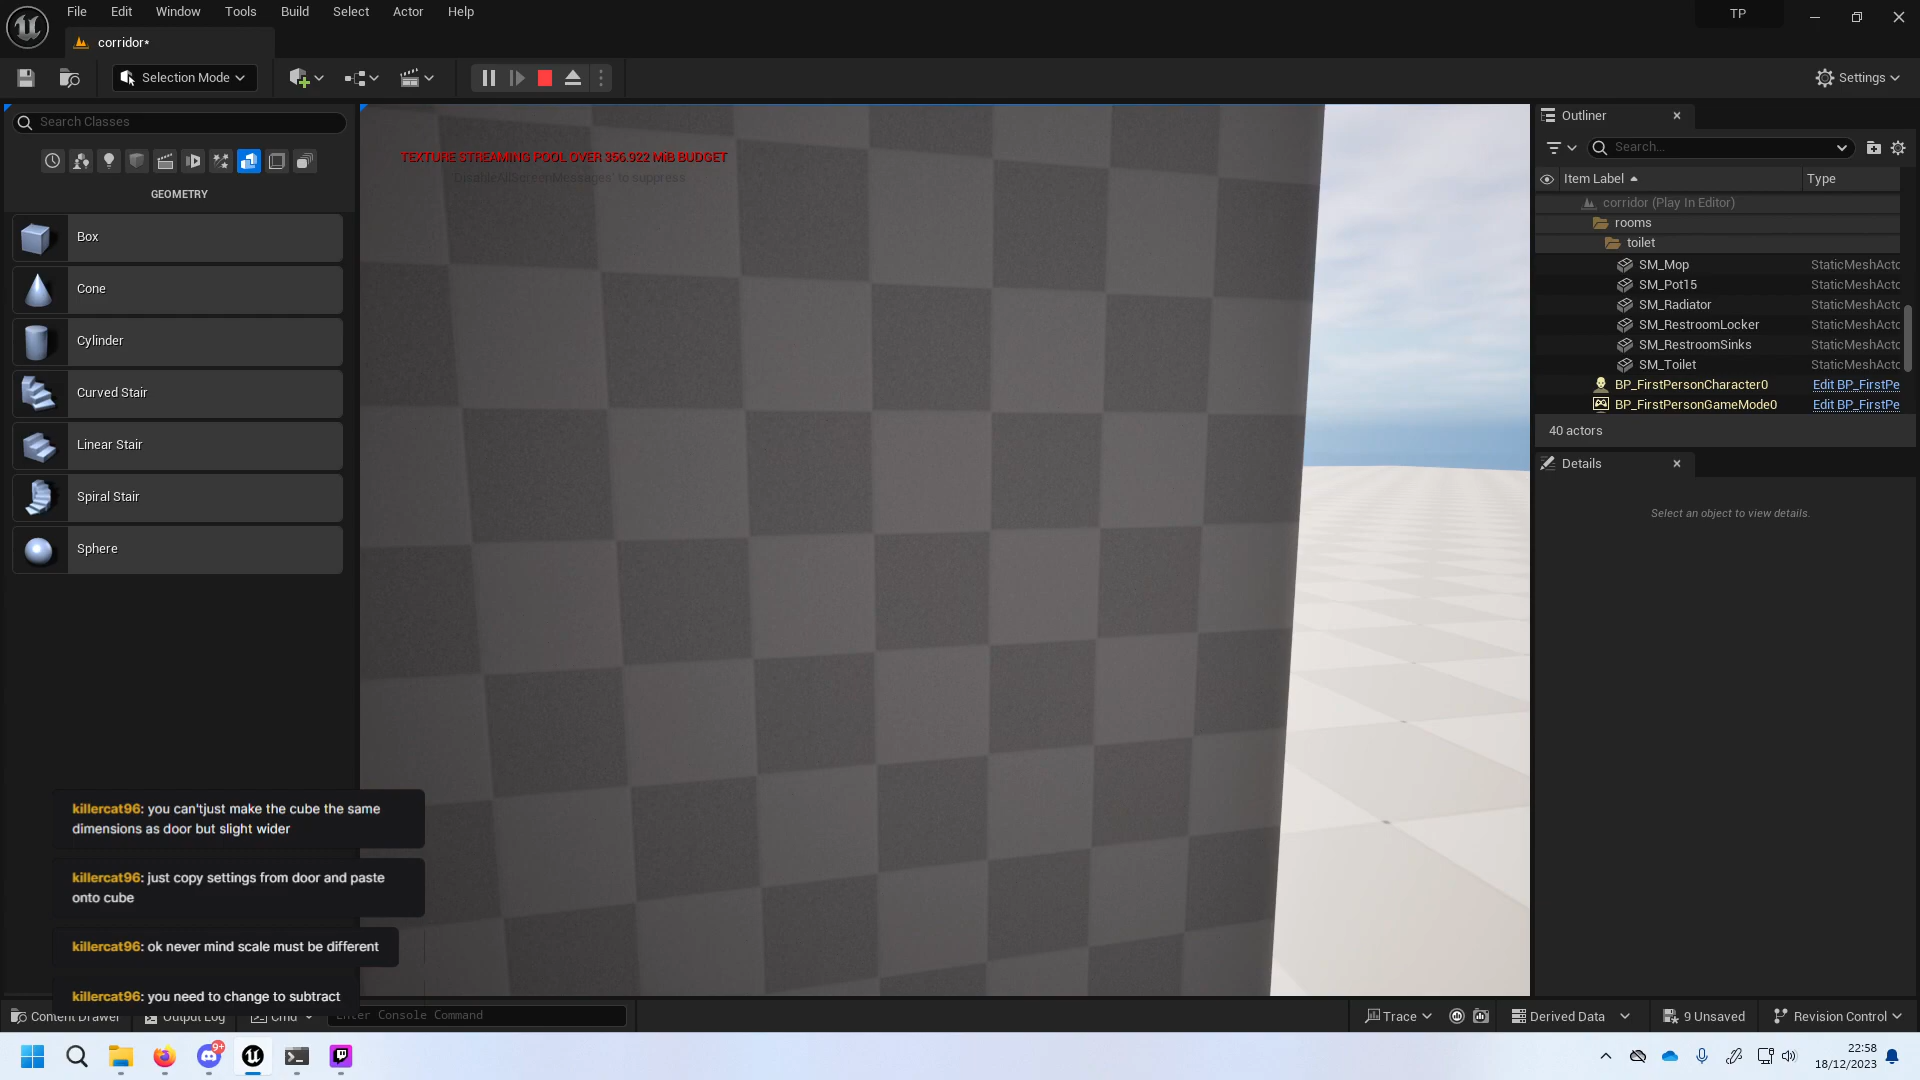 File Edit Window Tools Build Select Actor Help
TP
corridor*
Selection Mode
Settings
Search Classes
GEOMETRY
Box
Cone
Cylinder
Curved Stair
Linear Stair
Spiral Stair
Sphere
TEXTURE STREAMING POOL OVER 356.922 MiB BUDGET
'DisableAllScreenMessages' to suppress
Outliner
Search...
Item Label Type
corridor (Play In Editor)
rooms
toilet
SM_Mop StaticMeshActo
SM_Pot15 StaticMeshActo
SM_Radiator StaticMeshActo
SM_RestroomLocker StaticMeshActo
SM_RestroomSinks StaticMeshActo
SM_Toilet StaticMeshActo
BP_FirstPersonCharacter0 Edit BP_FirstPe
BP_FirstPersonGameMode0 Edit BP_FirstPe
40 actors
Details
Select an object to view details.
killercat96: you can'tjust make the cube the same
dimensions as door but slight wider
killercat96: just copy settings from door and paste
onto cube
killercat96: ok never mind scale must be different
killercat96: you need to change to subtract
Content Drawer Output Log Cmd Enter Console Command
Trace Derived Data 9 Unsaved Revision Control
9+
22:58
18/12/2023